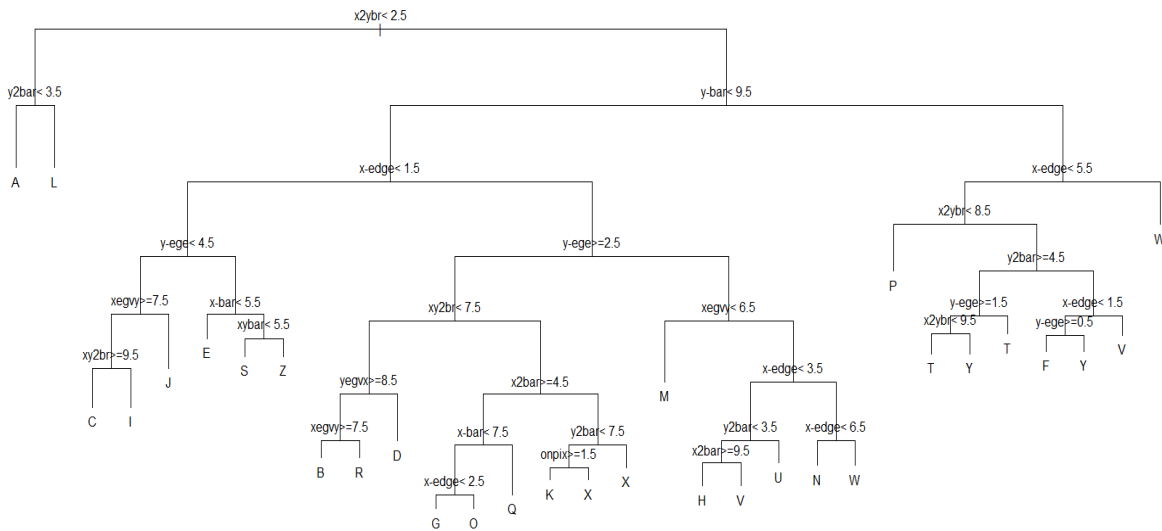 x2ybr< 2.5
y2bar< 3.5
y-bar< 9.5
A
L
x-edge< 1.5
x-edge< 5.5
y-ege< 4.5
y-ege>=2.5
x2ybr< 8.5
W
xegvy>=7.5
x-bar< 5.5
xy2br< 7.5
xegvy< 6.5
P
y2bar>=4.5
xy2br>=9.5
J
E
xybar< 5.5
S
Z
C
I
yegvx>=8.5
x2bar>=4.5
M
x-edge< 3.5
y-ege>=1.5
x-edge< 1.5
x2ybr< 9.5
T
y-ege>=0.5
V
T
Y
F
Y
xegvy>=7.5
D
x-bar< 7.5
y2bar< 7.5
y2bar< 3.5
x-edge< 6.5
B
R
x-edge< 2.5
Q
onpix>=1.5
X
x2bar>=9.5
U
N
W
G
O
K
X
H
V